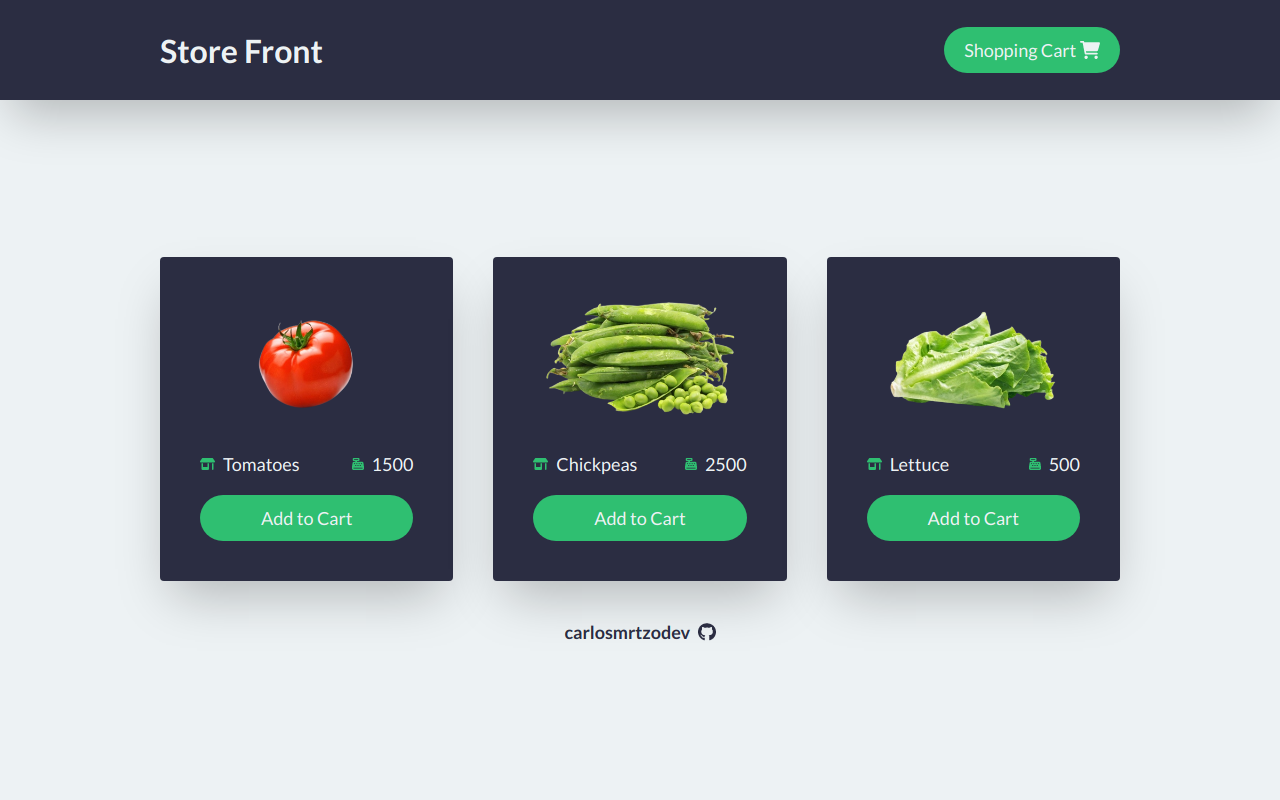 Store Front
Shopping Cart
Tomatoes 1500
Add to Cart
Chickpeas 2500
Add to Cart
Lettuce 500
Add to Cart
carlosmrtzodev